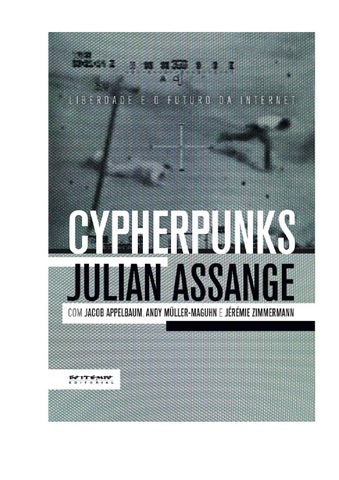 LIBERDADE E O FUTURO DA INTERNET
CYPHERPUNKS
JULIAN ASSANGE
COM JACOB APPELBAUM, ANDY MÜLLER-MAGUHN E JÉRÉMIE ZIMMERMANN
BOITEMPO
EDITORIAL